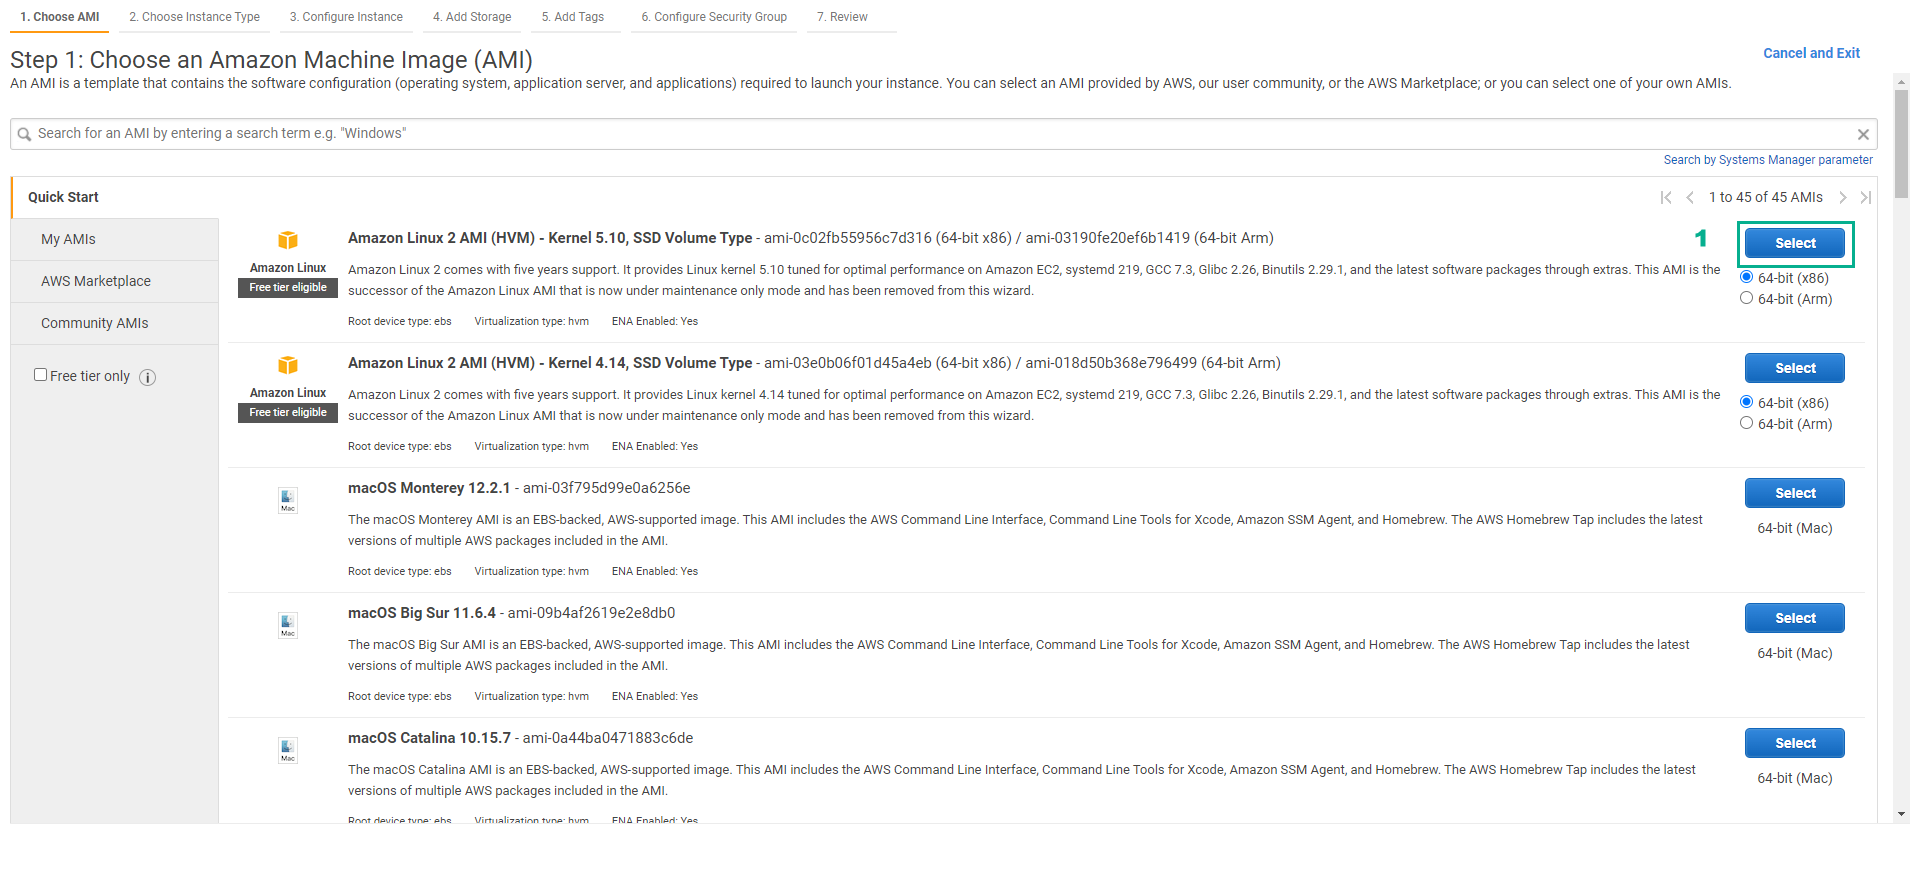 1. Choose AMI
2. Choose Instance Type
3. Configure Instance
4. Add Storage
5. Add Tags
6. Configure Security Group
7. Review
Step 1: Choose an Amazon Machine Image (AMI)
Cancel and Exit
An AMI is a template that contains the software configuration (operating system, application server, and applications) required to launch your instance. You can select an AMI provided by AWS, our user community, or the AWS Marketplace; or you can select one of your own AMIs.
Search for an AMI by entering a search term e.g. "Windows"
Search by Systems Manager parameter
Quick Start
1 to 45 of 45 AMIs
My AMIs
AWS Marketplace
Community AMIs
Free tier only
Amazon Linux
Free tier eligible
Amazon Linux 2 AMI (HVM) - Kernel 5.10, SSD Volume Type - ami-0c02fb55956c7d316 (64-bit x86) / ami-03190fe20ef6b1419 (64-bit Arm)
Amazon Linux 2 comes with five years support. It provides Linux kernel 5.10 tuned for optimal performance on Amazon EC2, systemd 219, GCC 7.3, Glibc 2.26, Binutils 2.29.1, and the latest software packages through extras. This AMI is the
successor of the Amazon Linux AMI that is now under maintenance only mode and has been removed from this wizard.
Root device type: ebs Virtualization type: hvm ENA Enabled: Yes
1
Select
64-bit (x86)
64-bit (Arm)
Amazon Linux
Free tier eligible
Amazon Linux 2 AMI (HVM) - Kernel 4.14, SSD Volume Type - ami-03e0b06f01d45a4eb (64-bit x86) / ami-018d50b368e796499 (64-bit Arm)
Amazon Linux 2 comes with five years support. It provides Linux kernel 4.14 tuned for optimal performance on Amazon EC2, systemd 219, GCC 7.3, Glibc 2.26, Binutils 2.29.1, and the latest software packages through extras. This AMI is the
successor of the Amazon Linux AMI that is now under maintenance only mode and has been removed from this wizard.
Root device type: ebs Virtualization type: hvm ENA Enabled: Yes
Select
64-bit (x86)
64-bit (Arm)
Mac
macOS Monterey 12.2.1 - ami-03f795d99e0a6256e
The macOS Monterey AMI is an EBS-backed, AWS-supported image. This AMI includes the AWS Command Line Interface, Command Line Tools for Xcode, Amazon SSM Agent, and Homebrew. The AWS Homebrew Tap includes the latest
versions of multiple AWS packages included in the AMI.
Root device type: ebs Virtualization type: hvm ENA Enabled: Yes
Select
64-bit (Mac)
Mac
macOS Big Sur 11.6.4 - ami-09b4af2619e2e8db0
The macOS Big Sur AMI is an EBS-backed, AWS-supported image. This AMI includes the AWS Command Line Interface, Command Line Tools for Xcode, Amazon SSM Agent, and Homebrew. The AWS Homebrew Tap includes the latest
versions of multiple AWS packages included in the AMI.
Root device type: ebs Virtualization type: hvm ENA Enabled: Yes
Select
64-bit (Mac)
Mac
macOS Catalina 10.15.7 - ami-0a44ba0471883c6de
The macOS Catalina AMI is an EBS-backed, AWS-supported image. This AMI includes the AWS Command Line Interface, Command Line Tools for Xcode, Amazon SSM Agent, and Homebrew. The AWS Homebrew Tap includes the latest
versions of multiple AWS packages included in the AMI.
Root device type: ebs Virtualization type: hvm ENA Enabled: Yes
Select
64-bit (Mac)